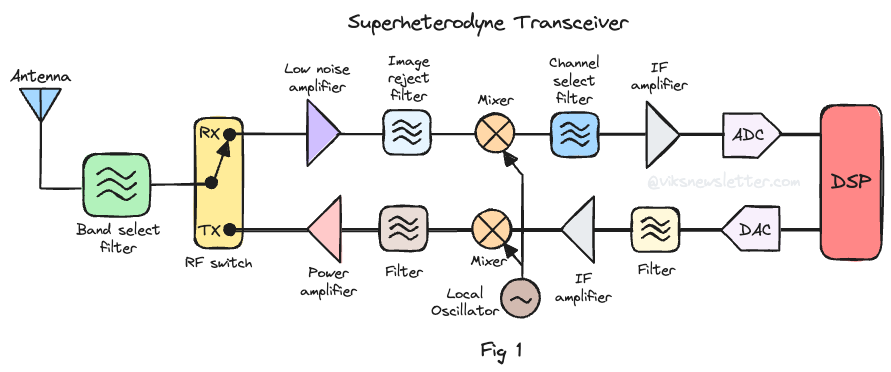 Superheterodyne Transceiver
Antenna
Low noise
amplifier
Image
reject
filter
Mixer
Channel
select
filter
IF
amplifier
RX
ADC
DSP
@viksnewsletter.com
Band select
filter
TX
RF switch
Power
amplifier
Filter
Mixer
IF
amplifier
Filter
DAC
Local
Oscillator
Fig 1